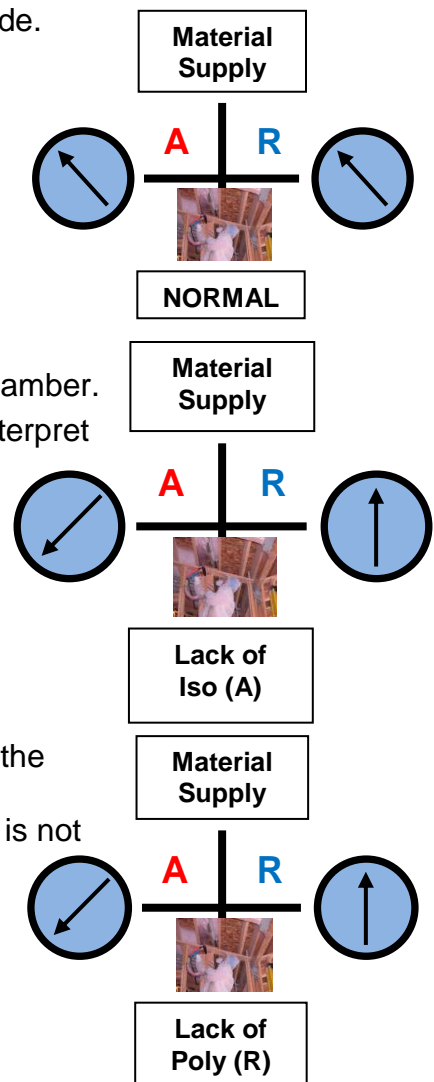 de.
Material
Supply
A R
NORMAL
amber.
terpret
Material
Supply
A R
Lack of
Iso (A)
the
is not
Material
Supply
A R
Lack of
Poly (R)